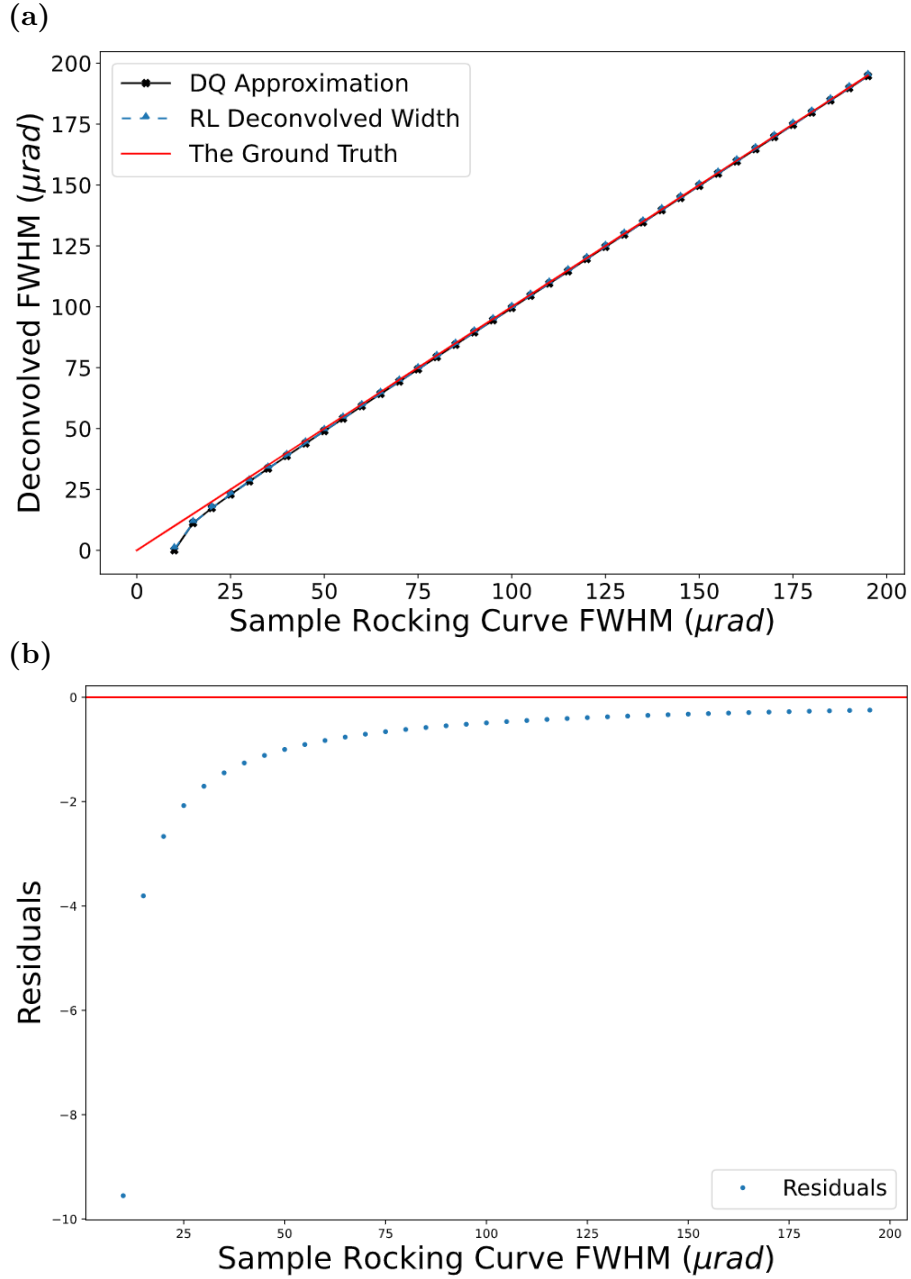 (a)
200
175
150
125
100
75
50
25
0
Deconvolved FWHM (μrad)
DQ Approximation
RL Deconvolved Width
The Ground Truth
0 25 50 75 100 125 150 175 200
Sample Rocking Curve FWHM (μrad)
(b)
0
−2
−4
−6
−8
−10
Residuals
Residuals
25 50 75 100 125 150 175 200
Sample Rocking Curve FWHM (μrad)